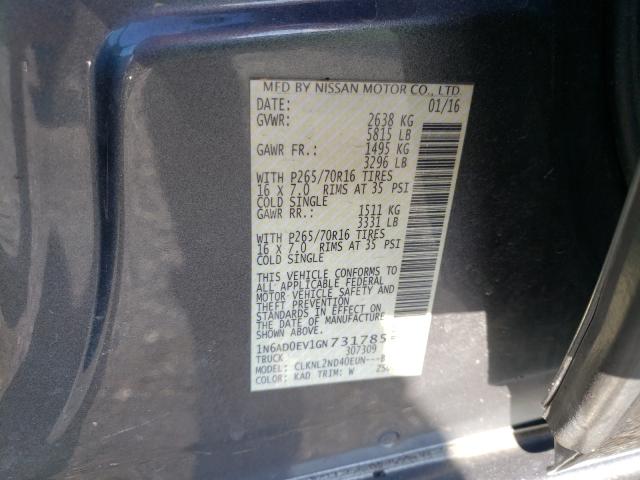 MFD BY NISSAN MOTOR CO., LTD.
DATE: 01/16
GVWR: 2638 KG
5815 LB
GAWR FR.: 1495 KG
3296 LB
WITH P265/70R16 TIRES
16 X 7.0 RIMS AT 35 PSI
COLD SINGLE
GAWR RR.: 1511 KG
3331 LB
WITH P265/70R16 TIRES
16 X 7.0 RIMS AT 35 PSI
COLD SINGLE
THIS VEHICLE CONFORMS TO
ALL APPLICABLE FEDERAL
MOTOR VEHICLE SAFETY AND
THEFT PREVENTION
STANDARDS IN EFFECT ON
THE DATE OF MANUFACTURE
SHOWN ABOVE.
1N6AD0EV1GN731785
TRUCK 307309
MODEL: CLKNL2ND40EUN---B
COLOR: KAD TRIM: W